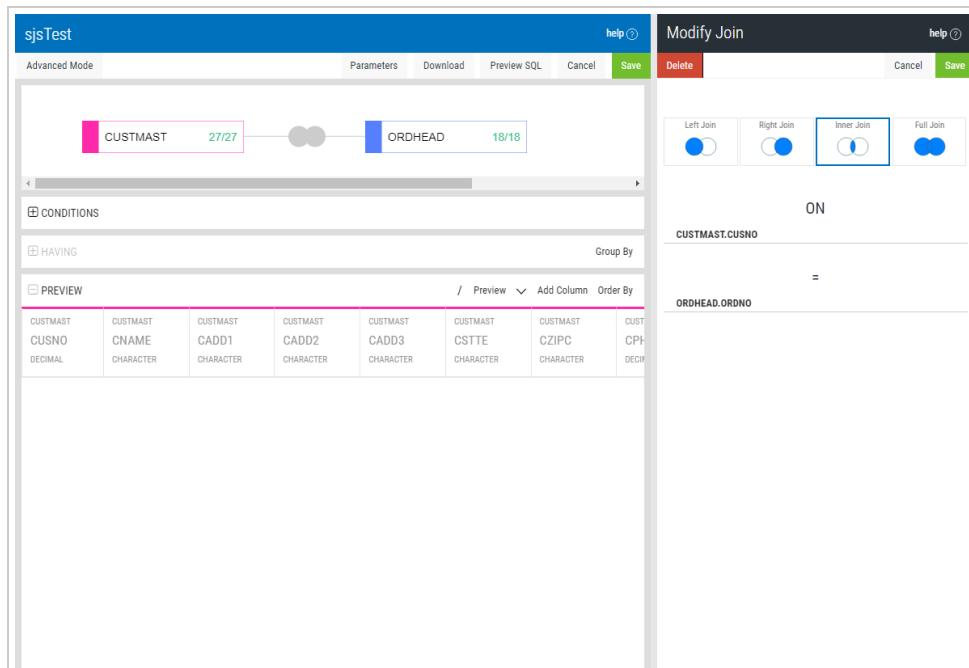 sjsTest help ?
Advanced Mode Parameters Download Preview SQL Cancel Save
CUSTMAST 27/27 ORDHEAD 18/18
CONDITIONS
HAVING Group By
PREVIEW / Preview Add Column Order By
CUSTMAST CUSTMAST CUSTMAST CUSTMAST CUSTMAST CUSTMAST CUSTMAST CUST
CUSNO CNAME CADD1 CADD2 CADD3 CSTTE CZIPC CPH
DECIMAL CHARACTER CHARACTER CHARACTER CHARACTER CHARACTER CHARACTER DECIM
Modify Join help ?
Delete Cancel Save
Left Join Right Join Inner Join Full Join
ON
CUSTMAST.CUSNO
=
ORDHEAD.ORDNO